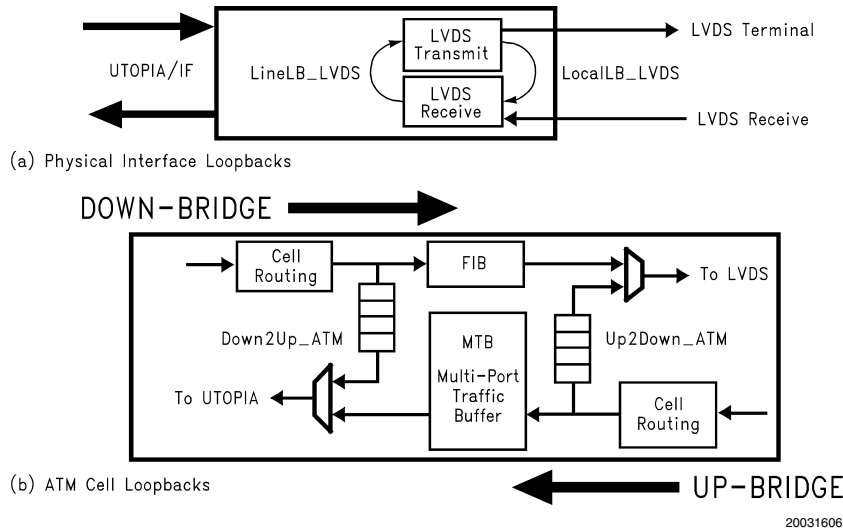 LVDS
Transmit
LVDS Terminal
UTOPIA/IF
LineLB_LVDS
LocalLB_LVDS
LVDS
Receive
LVDS Receive
(a) Physical Interface Loopbacks
DOWN-BRIDGE
Cell
Routing
FIB
To LVDS
Down2Up_ATM
MTB
Multi-Port
Traffic
Buffer
Up2Down_ATM
To UTOPIA
Cell
Routing
(b) ATM Cell Loopbacks
UP-BRIDGE
20031606